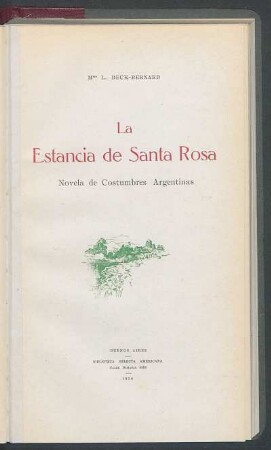 Mme L. BECK-BERNARD
La
Estancia de Santa Rosa
Novela de Costumbres Argentinas
BUENOS AIRES